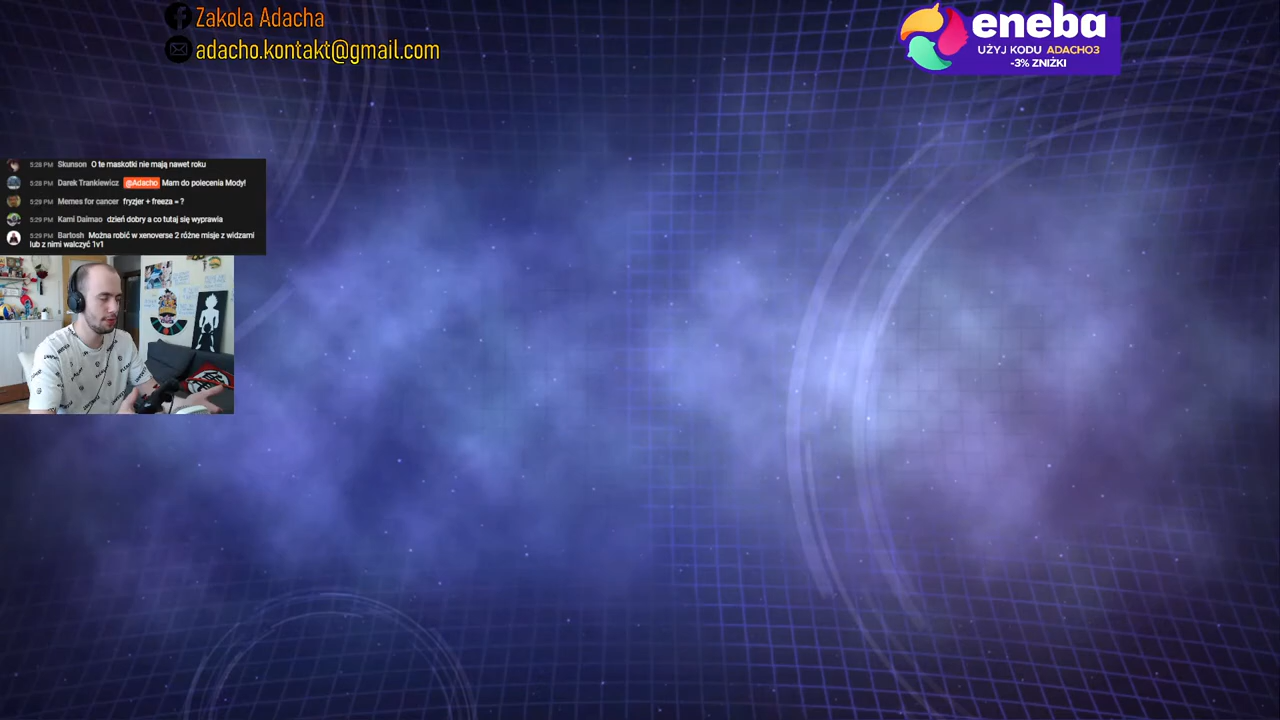 Zakola Adacha
adacho.kontakt@gmail.com
eneba
UŻYJ KODU ADACHO3
-3% ZNIŻKI
5:28 PM Skunson O te maskotki nie mają nawet roku
5:28 PM Darek Trankiewicz @Adacho Mam do polecenia Mody!
5:29 PM Memes for cancer fryzjer + freeza = ?
5:29 PM Kami Daimao dzień dobry a co tutaj się wyprawia
5:29 PM Bartosh Można robić w xenoverse 2 różne misje z widzami
lub z nimi walczyć 1v1